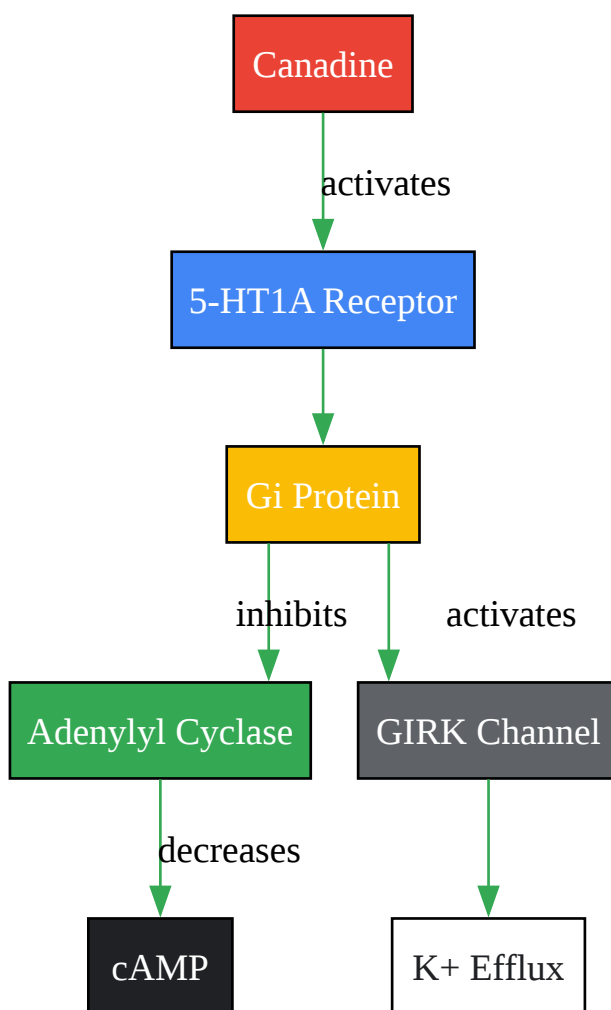 Canadine
activates
5-HT1A Receptor
Gi Protein
inhibits
activates
Adenylyl Cyclase
GIRK Channel
decreases
cAMP
K+ Efflux